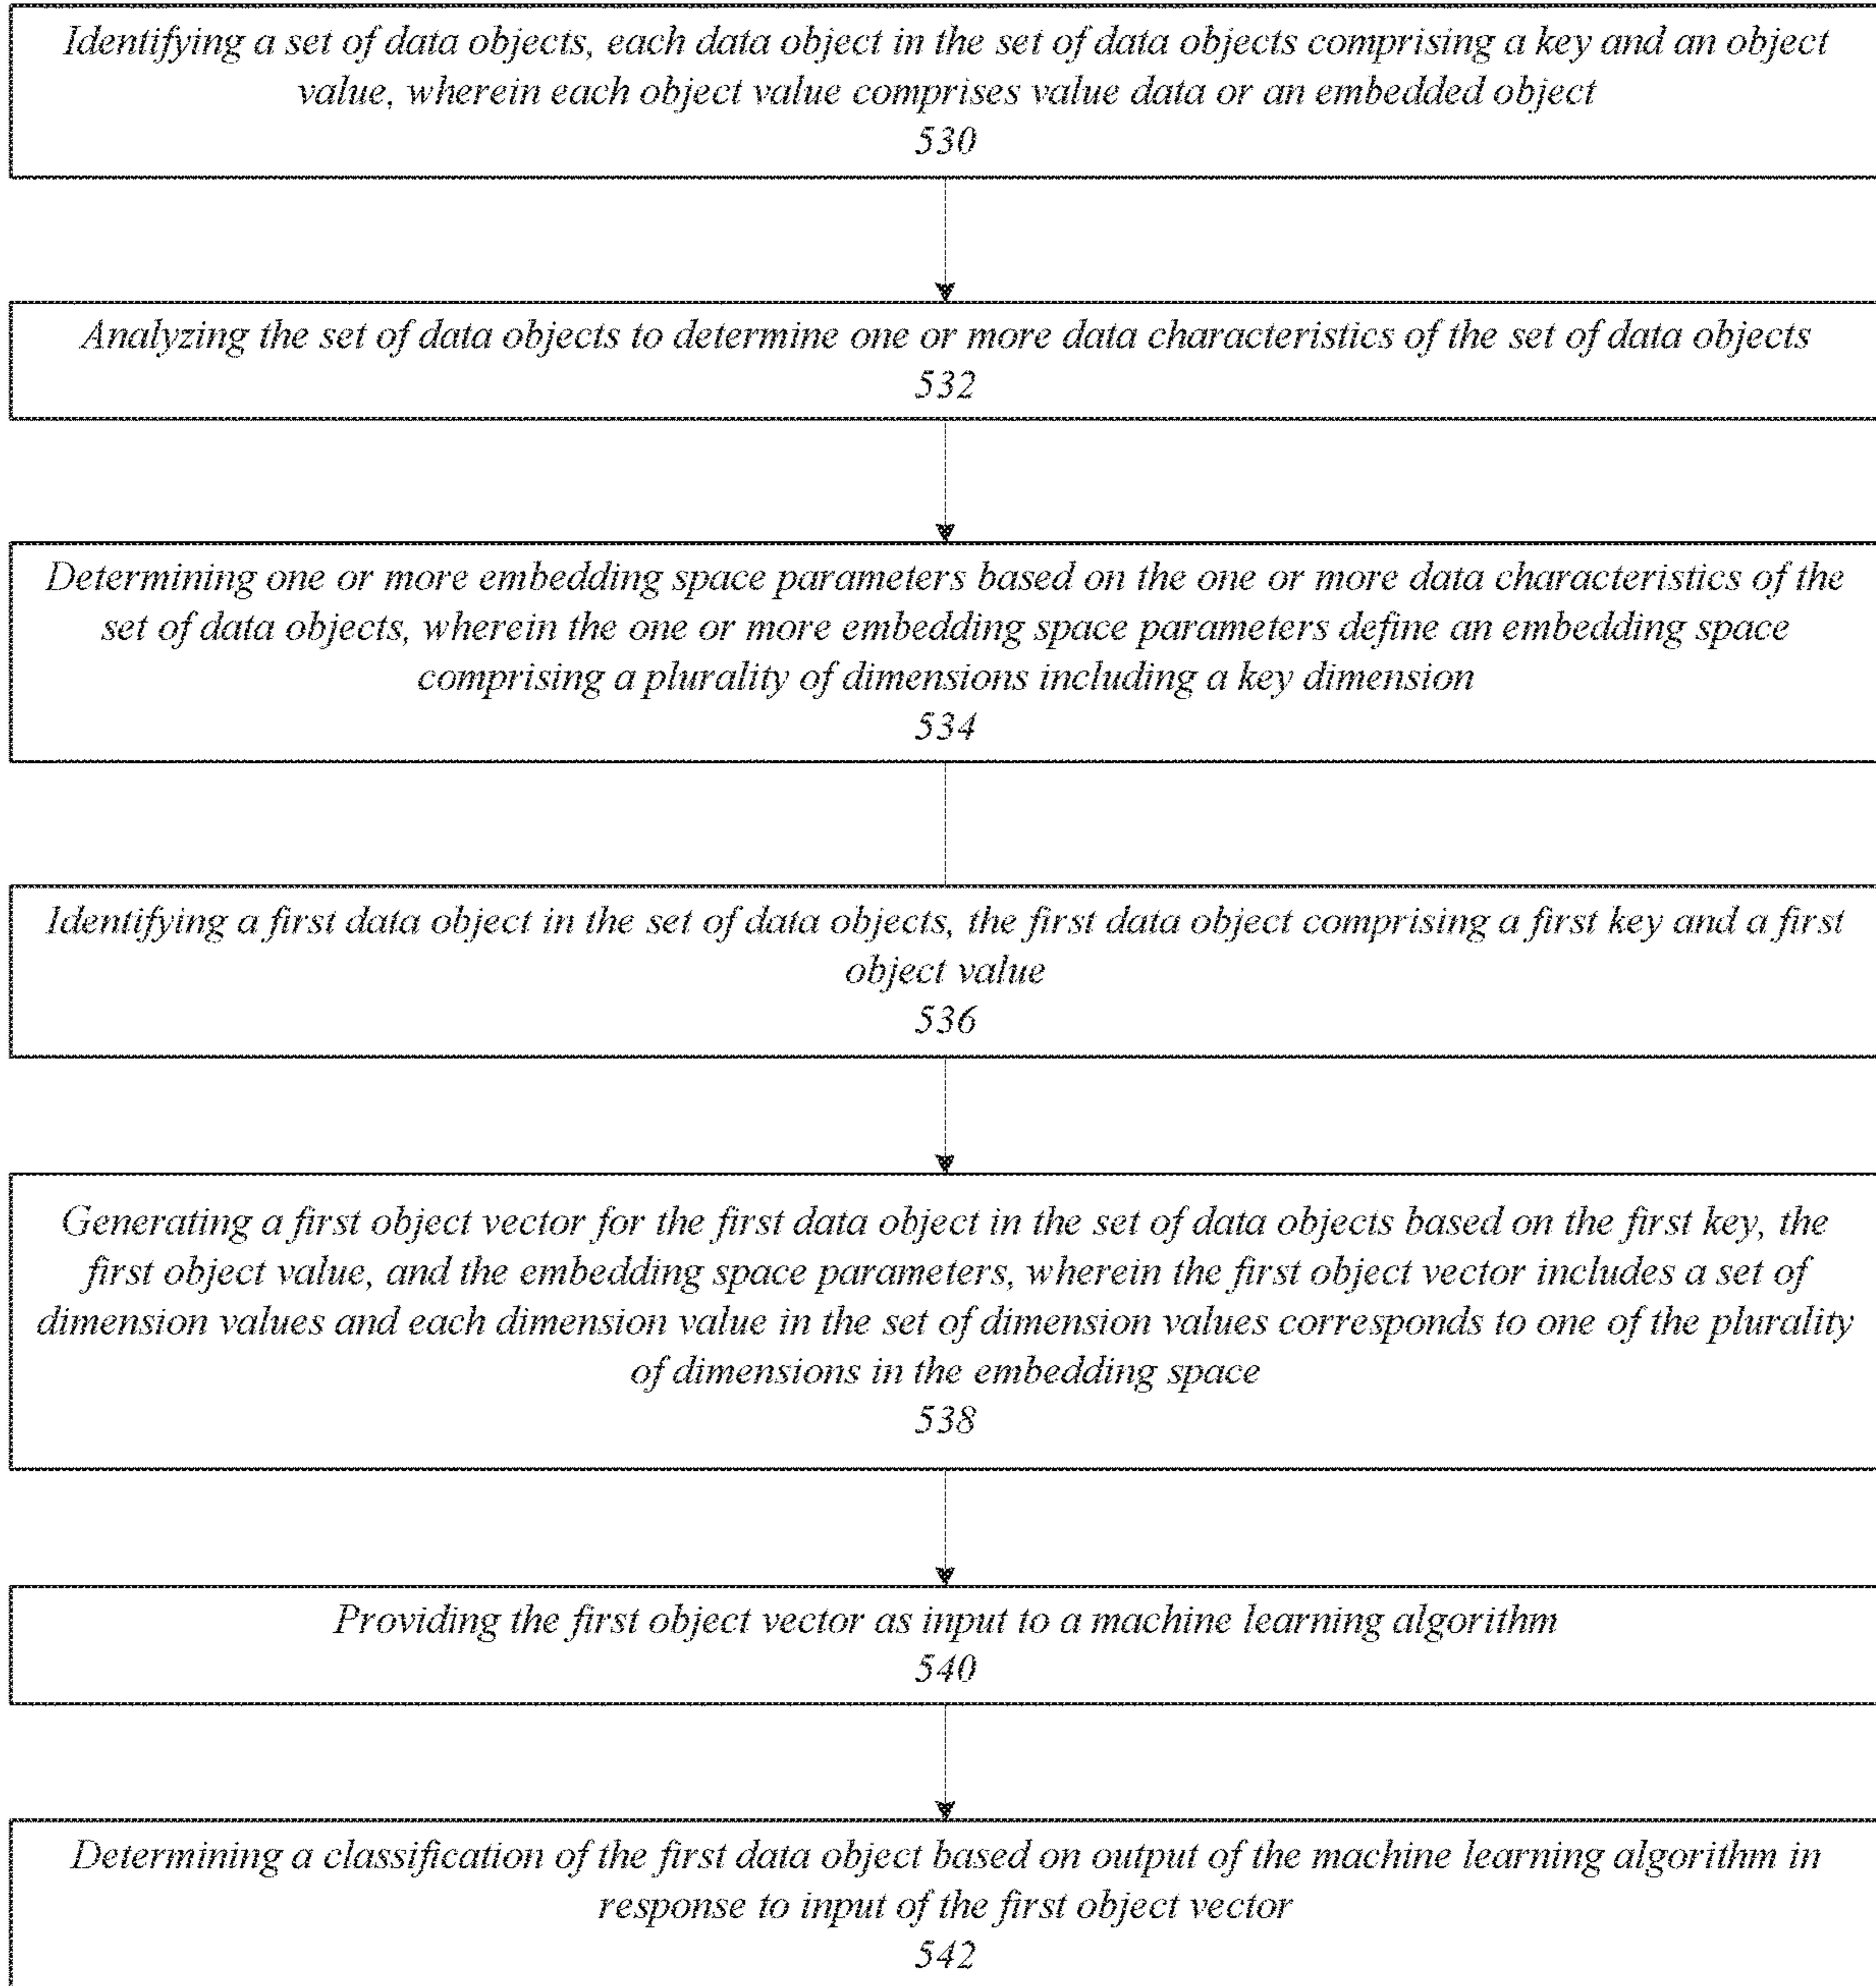 Identifying a set of data objects, each data object in the set of data objects comprising a key and an object
value, wherein each object value comprises value data or an embedded object
530
Analyzing the set of data objects to determine one or more data characteristics of the set of data objects
532
Determining one or more embedding space parameters based on the one or more data characteristics of the
set of data objects, wherein the one or more embedding space parameters define an embedding space
comprising a plurality of dimensions including a key dimension
534
Identifying a first data object in the set of data objects, the first data object comprising a first key and a first
object value
536
Generating a first object vector for the first data object in the set of data objects based on the first key, the
first object value, and the embedding space parameters, wherein the first object vector includes a set of
dimension values and each dimension value in the set of dimension values corresponds to one of the plurality
of dimensions in the embedding space
538
Providing the first object vector as input to a machine learning algorithm
540
Determining a classification of the first data object based on output of the machine learning algorithm in
response to input of the first object vector
542